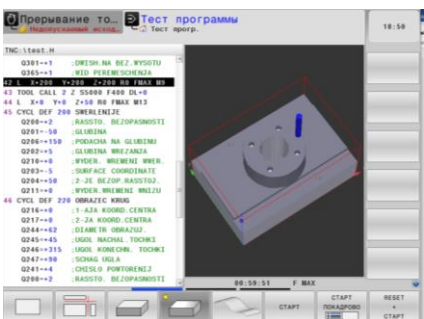 Прерывание то…
Недопускаемый исход…
Тест программы
Тест прогр.
18:50
TNC:\test.H
Q301=+1 ;DWISH.NA BEZ.WYSOTU
Q365=+1 ;WID PEREMESCHENJA
42 L X+200 Y+200 Z+200 R0 FMAX M9
43 TOOL CALL 2 Z S5000 F400 DL+0
44 L X+0 Y+0 Z+50 R0 FMAX M13
45 CYCL DEF 200 SWERLENIJE
Q200=+2 ;RASSTO. BEZOPASNOSTI
Q201=-50 ;GLUBINA
Q206=+150 ;PODACHA NA GLUBINU
Q202=+5 ;GLUBINA WREZANJA
Q210=+0 ;WYDER. WREMENI WWER.
Q203=-5 ;SURFACE COORDINATE
Q204=+50 ;2-JE BEZOP.RASSTOJ.
Q211=+0 ;WYDER.WREMENI WNIZU
46 CYCL DEF 220 OBRAZEC KRUG
Q216=+0 ;1-AJA KOORD.CENTRA
Q217=+0 ;2-JA KOORD.CENTRA
Q244=+62 ;DIAMETR OBRAZUJ.
Q245=+45 ;UGOL NACHAL.TOCHKI
Q246=+315 ;UGOL KONECHN. TOCHKI
Q247=+90 ;SCHAG UGLA
Q241=+4 ;CHISLO POWTORENIJ
Q200=+2 ;RASSTO. BEZOPASNOSTI
00:59:51 F MAX
СТАРТ
СТАРТ
ПОКАДРОВО
RESET
+
СТАРТ